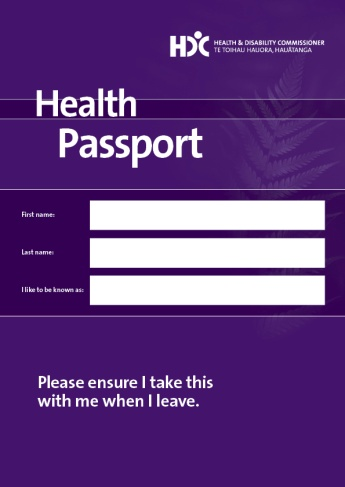 HDC
HEALTH & DISABILITY COMMISSIONER
TE TOIHAU HAUORA, HAUĀTANGA
Health
Passport
First name:
Last name:
I like to be known as:
Please ensure I take this
with me when I leave.